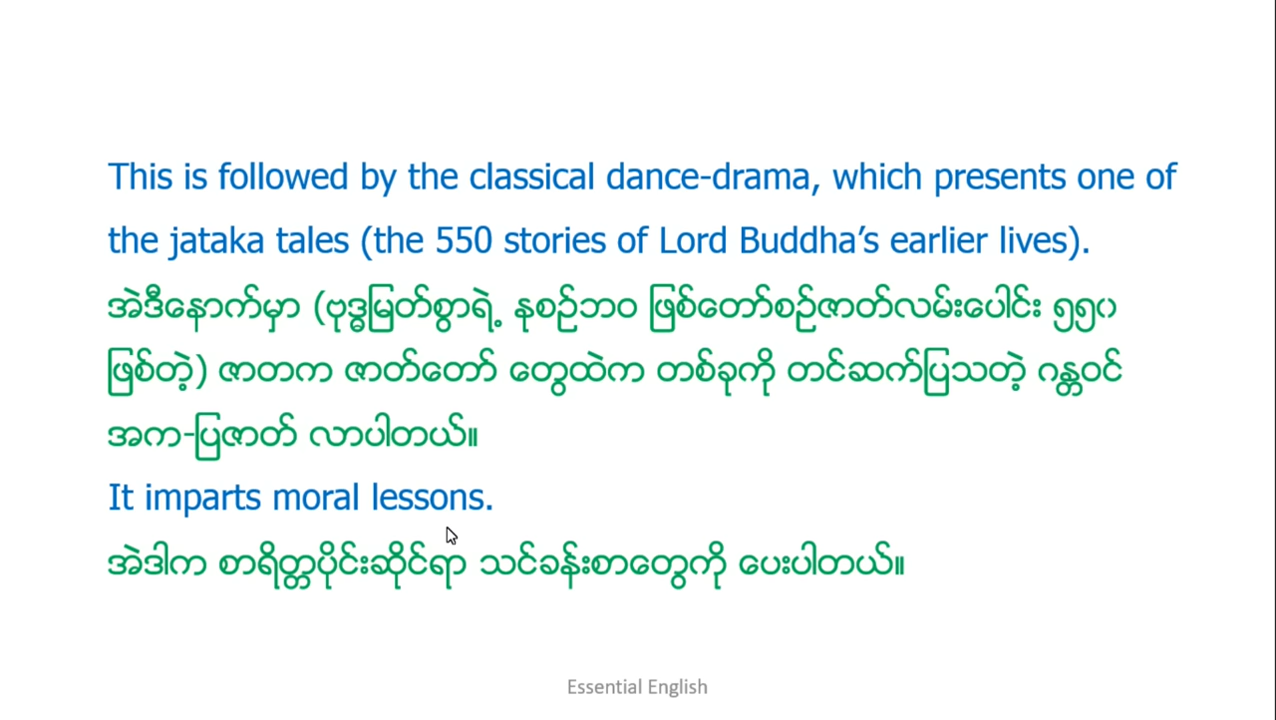 This is followed by the classical dance-drama, which presents one of
the jataka tales (the 550 stories of Lord Buddha’s earlier lives).
အဲဒီနောက်မှာ (ဗုဒ္ဓမြတ်စွာရဲ့ နုစဉ်ဘဝ ဖြစ်တော်စဉ်ဇာတ်လမ်းပေါင်း ၅၅၀
ဖြစ်တဲ့) ဇာတက ဇာတ်တော် တွေထဲက တစ်ခုကို တင်ဆက်ပြသတဲ့ ဂန္တဝင်
အက-ပြဇာတ် လာပါတယ်။
It imparts moral lessons.
အဲဒါက စာရိတ္တပိုင်းဆိုင်ရာ သင်ခန်းစာတွေကို ပေးပါတယ်။
Essential English